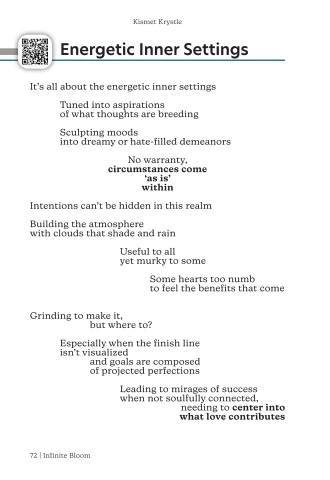 Kismet Krystle
Energetic Inner Settings
It's all about the energetic inner settings
Tuned into aspirations
of what thoughts are breeding
Sculpting moods
into dreamy or hate-filled demeanors
No warranty,
circumstances come
'as is'
within
Intentions can't be hidden in this realm
Building the atmosphere
with clouds that shade and rain
Useful to all
yet murky to some
Some hearts too numb
to feel the benefits that come
Grinding to make it,
but where to?
Especially when the finish line
isn't visualized
and goals are composed
of projected perfections
Leading to mirages of success
when not soulfully connected,
needing to center into
what love contributes
72 | Infinite Bloom